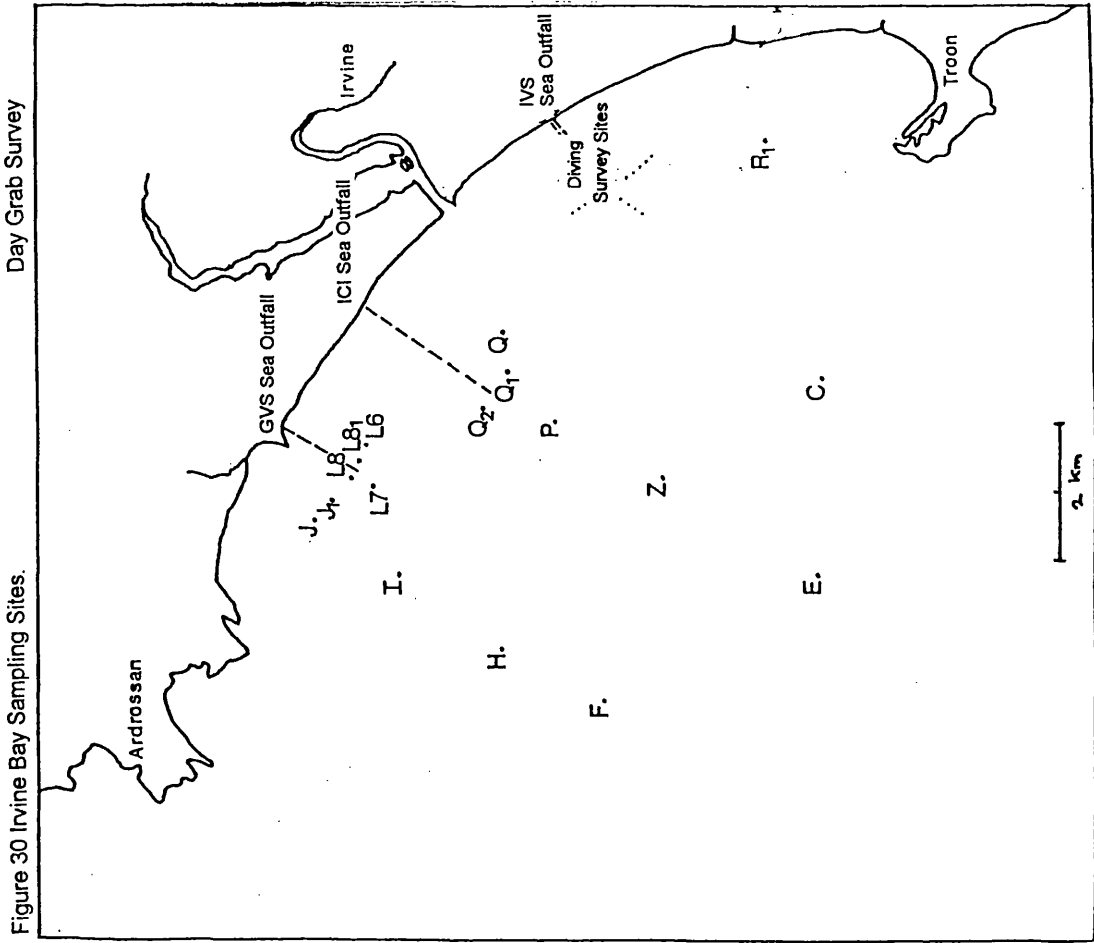 Figure 30 Irvine Bay Sampling Sites.
Day Grab Survey
Ardrossan
Irvine
GVS Sea Outfall
ICI Sea Outfall
IVS
Sea Outfall
Diving
Survey Sites
Troon
J.
J1.
L8
L81
L6
L7.
I.
H.
F.
Q2.
Q1.
Q.
P.
Z.
E.
C.
R1.
2 km